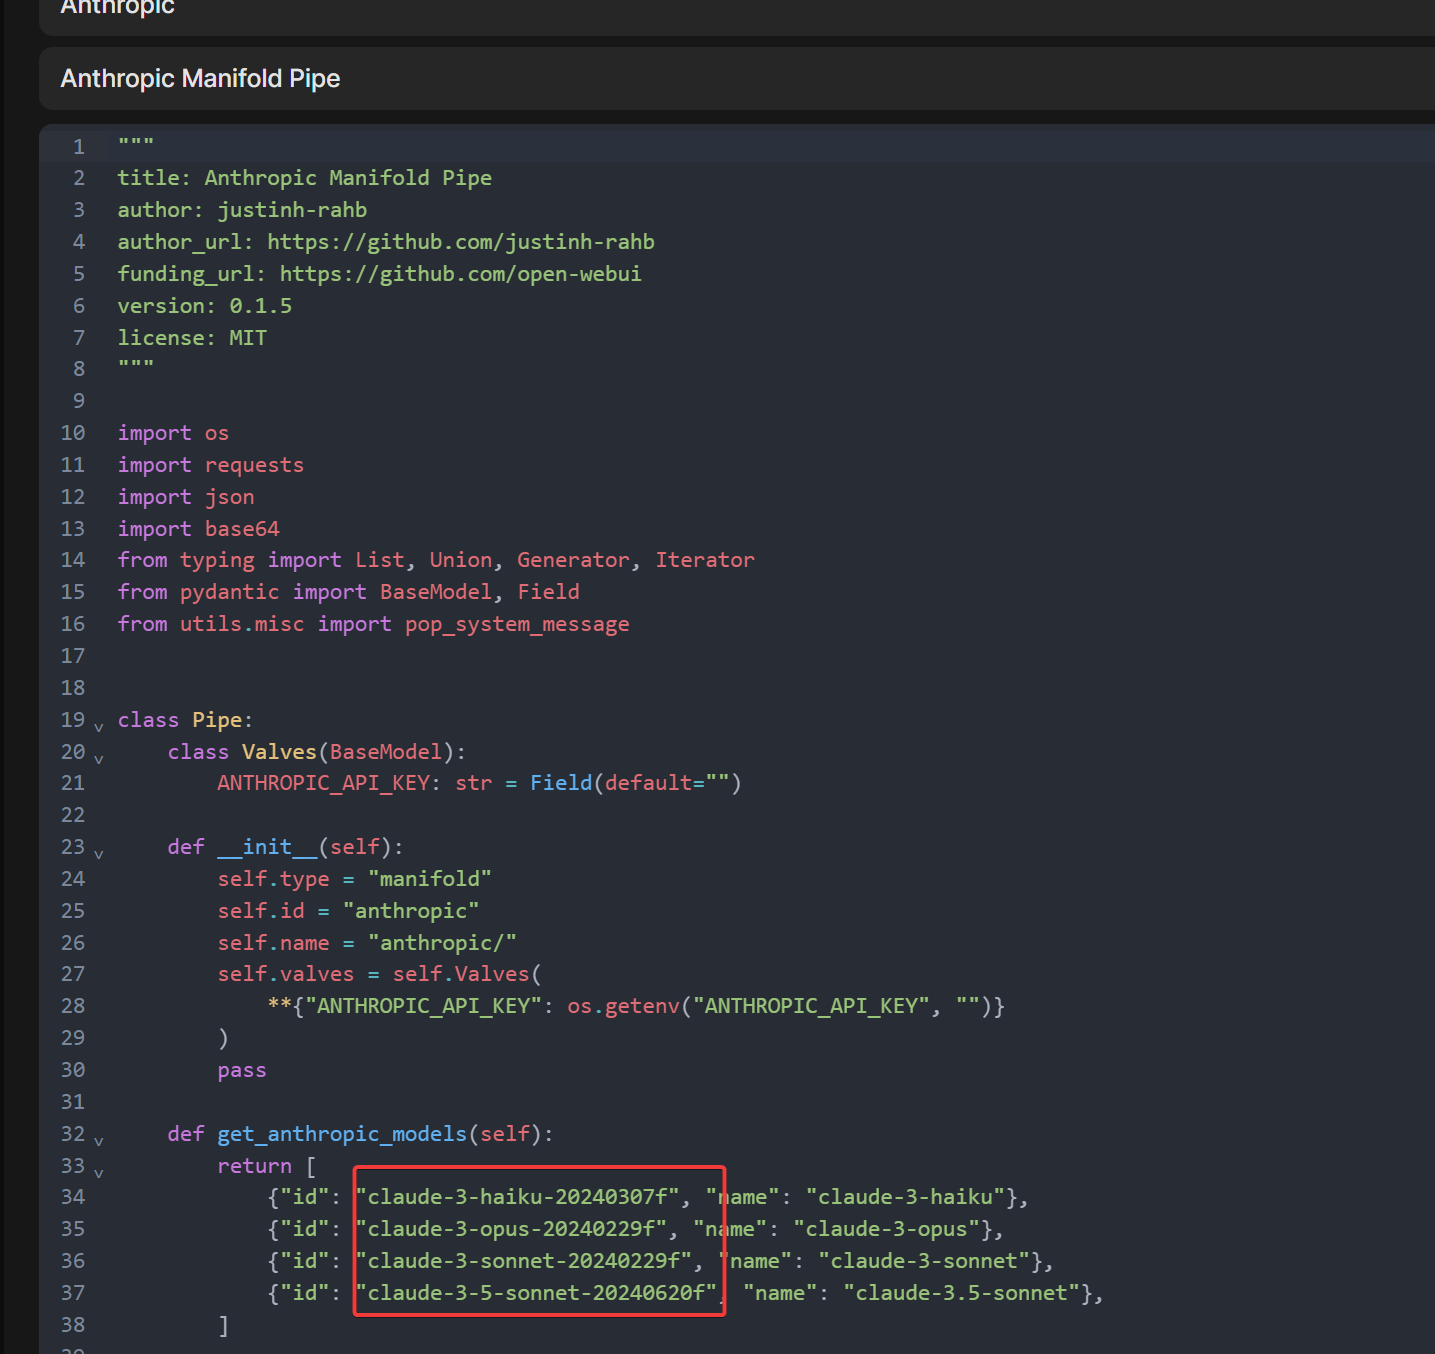 Anthropic
Anthropic Manifold Pipe
1 """
2 title: Anthropic Manifold Pipe
3 author: justinh-rahb
4 author_url: https://github.com/justinh-rahb
5 funding_url: https://github.com/open-webui
6 version: 0.1.5
7 license: MIT
8 """
9
10 import os
11 import requests
12 import json
13 import base64
14 from typing import List, Union, Generator, Iterator
15 from pydantic import BaseModel, Field
16 from utils.misc import pop_system_message
17
18
19 class Pipe:
20     class Valves(BaseModel):
21         ANTHROPIC_API_KEY: str = Field(default="")
22
23     def __init__(self):
24         self.type = "manifold"
25         self.id = "anthropic"
26         self.name = "anthropic/"
27         self.valves = self.Valves(
28             **{"ANTHROPIC_API_KEY": os.getenv("ANTHROPIC_API_KEY", "")}
29         )
30         pass
31
32     def get_anthropic_models(self):
33         return [
34             {"id": "claude-3-haiku-20240307f", "name": "claude-3-haiku"},
35             {"id": "claude-3-opus-20240229f", "name": "claude-3-opus"},
36             {"id": "claude-3-sonnet-20240229f", "name": "claude-3-sonnet"},
37             {"id": "claude-3-5-sonnet-20240620f", "name": "claude-3.5-sonnet"},
38         ]